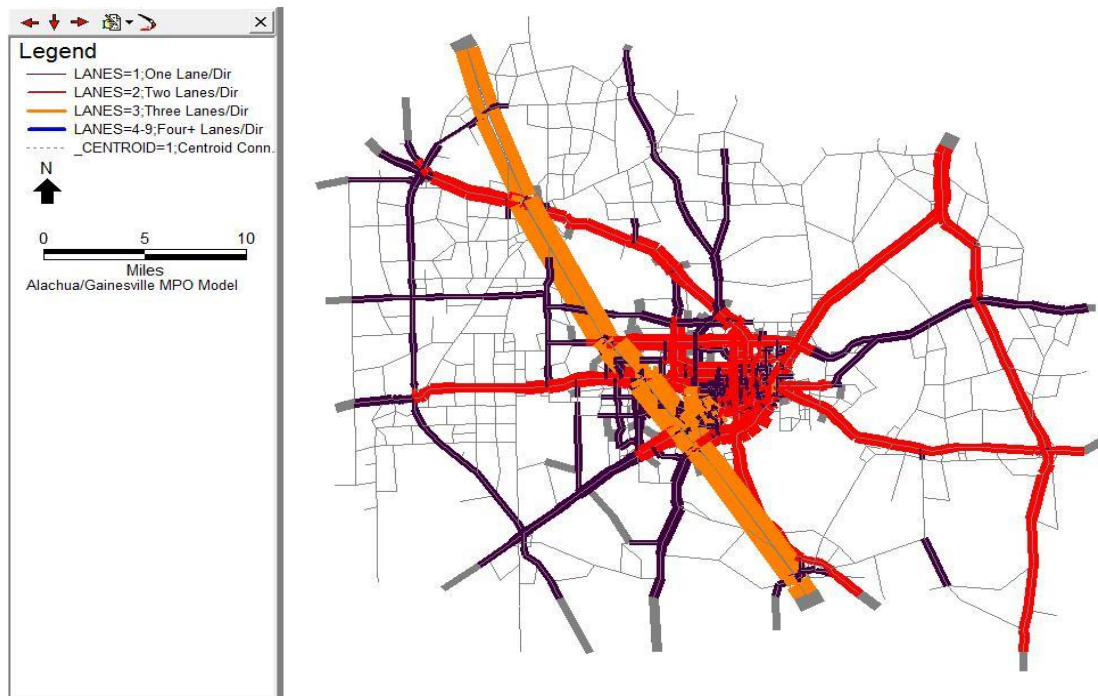 Legend
LANES=1;One Lane/Dir
LANES=2;Two Lanes/Dir
LANES=3;Three Lanes/Dir
LANES=4-9;Four+ Lanes/Dir
_CENTROID=1;Centroid Conn.
N
0 5 10
Miles
Alachua/Gainesville MPO Model